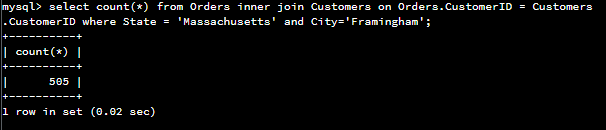 mysql> select count(*) from Orders inner join Customers on Orders.CustomerID = Customers
.CustomerID where State = 'Massachusetts' and City='Framingham';
+----------+
| count(*) |
+----------+
|      505 |
+----------+
1 row in set (0.02 sec)